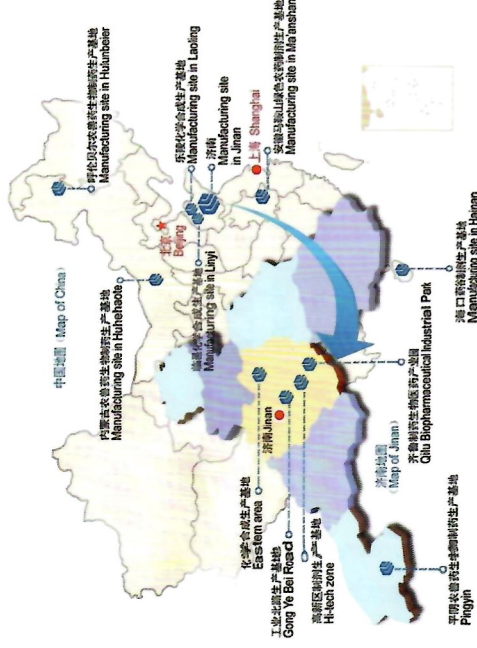 中国地图（Map of China）
呼伦贝尔农兽药生物制药生产基地
Manufacturing site in Hulunbeier
内蒙古农兽药生物制药生产基地
Manufacturing site in Huhehaote
北京
Beijing
乐陵化学合成生产基地
Manufacturing site in Laoling
济南
Manufacturing site
in Jinan
临邑化学合成生产基地
Manufacturing site in Linyi
上海 Shanghai
安徽马鞍山绿色农药制剂生产基地
Manufacturing site in Ma'anshan
化学合成生产基地
Eastern area
济南Jinan
工业北路生产基地
Gong Ye Bei Road
高新区制剂生产基地
Hi-tech zone
济南地图
（Map of Jinan）
齐鲁制药生物医药产业园
Qilu Biopharmaceutical Industrial Park
海口药谷制剂生产基地
Manufacturing site in Hainan
平阴农兽药生物制药生产基地
Pingyin